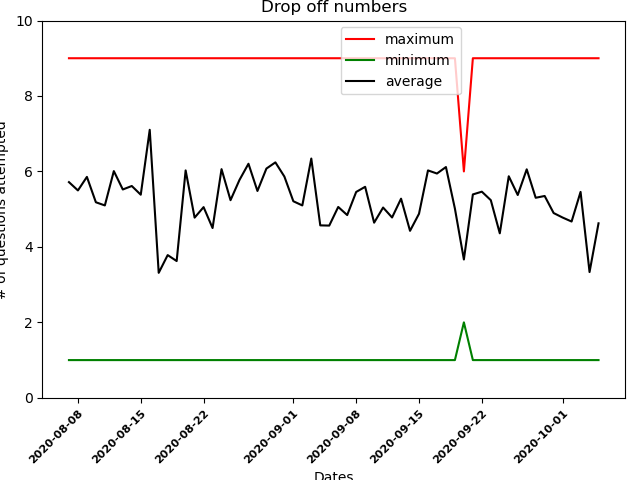 Drop off numbers
maximum
minimum
average
# of questions attempted
10
8
6
4
2
0
2020-08-08
2020-08-15
2020-08-22
2020-09-01
2020-09-08
2020-09-15
2020-09-22
2020-10-01
Dates